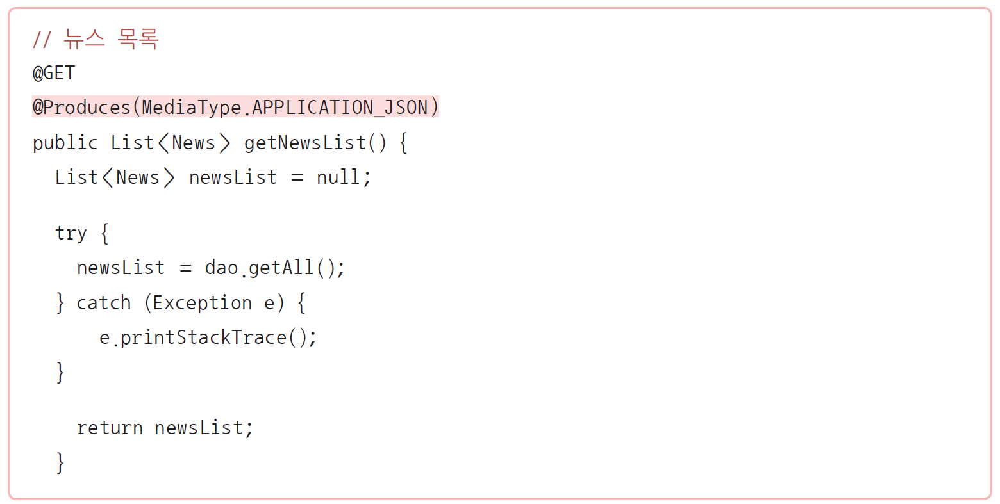 // 뉴스 목록
@GET
@Produces(MediaType.APPLICATION_JSON)
public List<News> getNewsList() {
  List<News> newsList = null;

  try {
    newsList = dao.getAll();
  } catch (Exception e) {
      e.printStackTrace();
  }

    return newsList;
  }